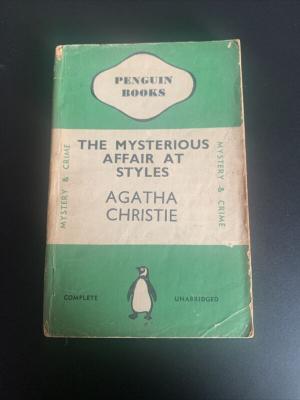 PENGUIN
BOOKS
THE MYSTERIOUS
AFFAIR AT
STYLES
AGATHA
CHRISTIE
MYSTERY & CRIME
MYSTERY & CRIME
COMPLETE
UNABRIDGED